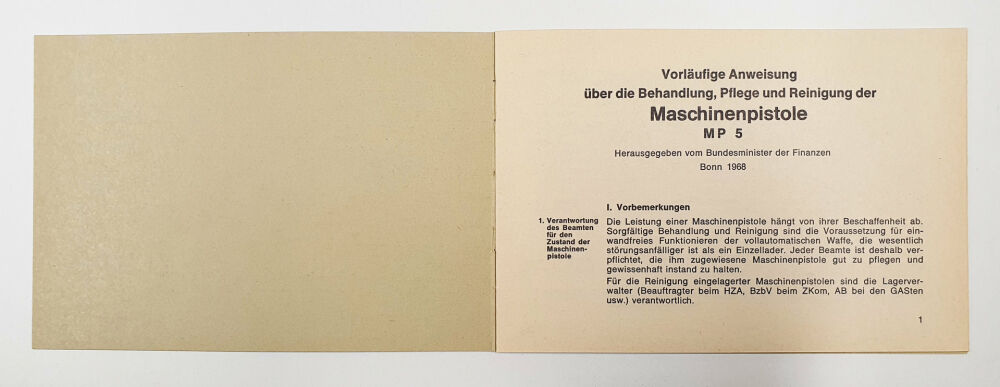 Vorläufige Anweisung
über die Behandlung, Pflege und Reinigung der
Maschinenpistole
MP 5
Herausgegeben vom Bundesminister der Finanzen
Bonn 1968
I. Vorbemerkungen
1. Verantwortung
des Beamten
für den
Zustand der
Maschinen-
pistole
Die Leistung einer Maschinenpistole hängt von ihrer Beschaffenheit ab.
Sorgfältige Behandlung und Reinigung sind die Voraussetzung für ein-
wandfreies Funktionieren der vollautomatischen Waffe, die wesentlich
störungsanfälliger ist als ein Einzellader. Jeder Beamte ist deshalb ver-
pflichtet, die ihm zugewiesene Maschinenpistole gut zu pflegen und
gewissenhaft instand zu halten.
Für die Reinigung eingelagerter Maschinenpistolen sind die Lagerver-
walter (Beauftragter beim HZA, BzbV beim ZKom, AB bei den GASten
usw.) verantwortlich.
1